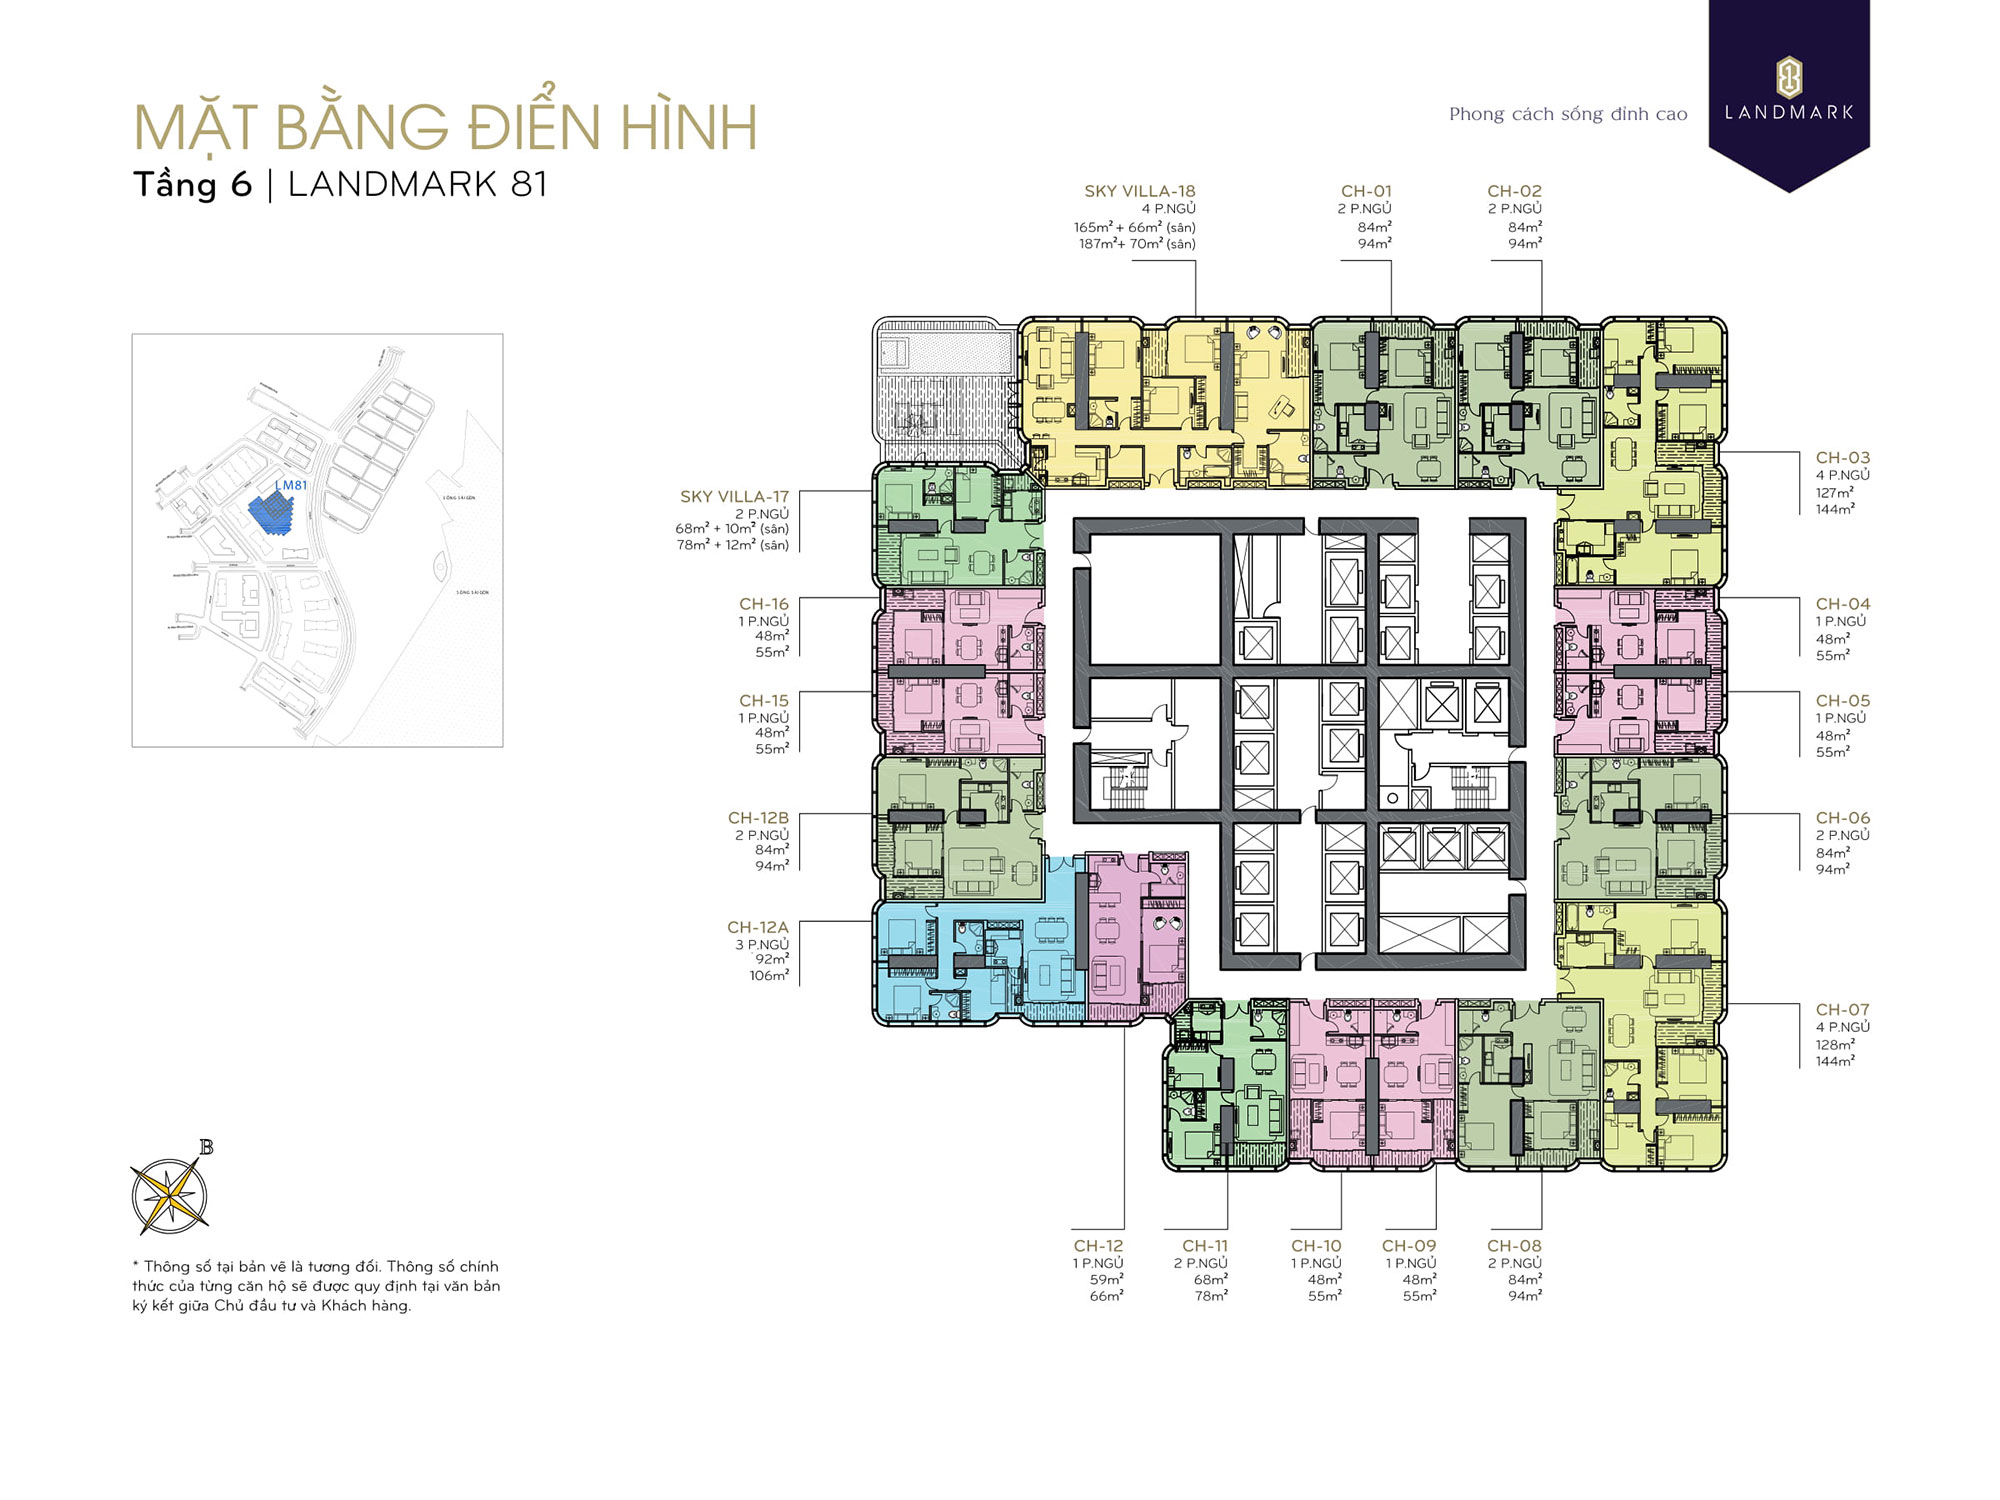 MẶT BẰNG ĐIỂN HÌNH
Tầng 6 | LANDMARK 81
Phong cách sống đỉnh cao
LANDMARK
SKY VILLA-18
4 P.NGỦ
165m² + 66m² (sân)
187m²+ 70m² (sân)
CH-01
2 P.NGỦ
84m²
94m²
CH-02
2 P.NGỦ
84m²
94m²
CH-03
4 P.NGỦ
127m²
144m²
CH-04
1 P.NGỦ
48m²
55m²
CH-05
1 P.NGỦ
48m²
55m²
CH-06
2 P.NGỦ
84m²
94m²
CH-07
4 P.NGỦ
128m²
144m²
SKY VILLA-17
2 P.NGỦ
68m² + 10m² (sân)
78m² + 12m² (sân)
CH-16
1 P.NGỦ
48m²
55m²
CH-15
1 P.NGỦ
48m²
55m²
CH-12B
2 P.NGỦ
84m²
94m²
CH-12A
3 P.NGỦ
92m²
106m²
CH-12
1 P.NGỦ
59m²
66m²
CH-11
2 P.NGỦ
68m²
78m²
CH-10
1 P.NGỦ
48m²
55m²
CH-09
1 P.NGỦ
48m²
55m²
CH-08
2 P.NGỦ
84m²
94m²
LM81
SÔNG SÀI GÒN
SÔNG SÀI GÒN
B
* Thông số tại bản vẽ là tương đối. Thông số chính
thức của từng căn hộ sẽ được quy định tại văn bản
ký kết giữa Chủ đầu tư và Khách hàng.